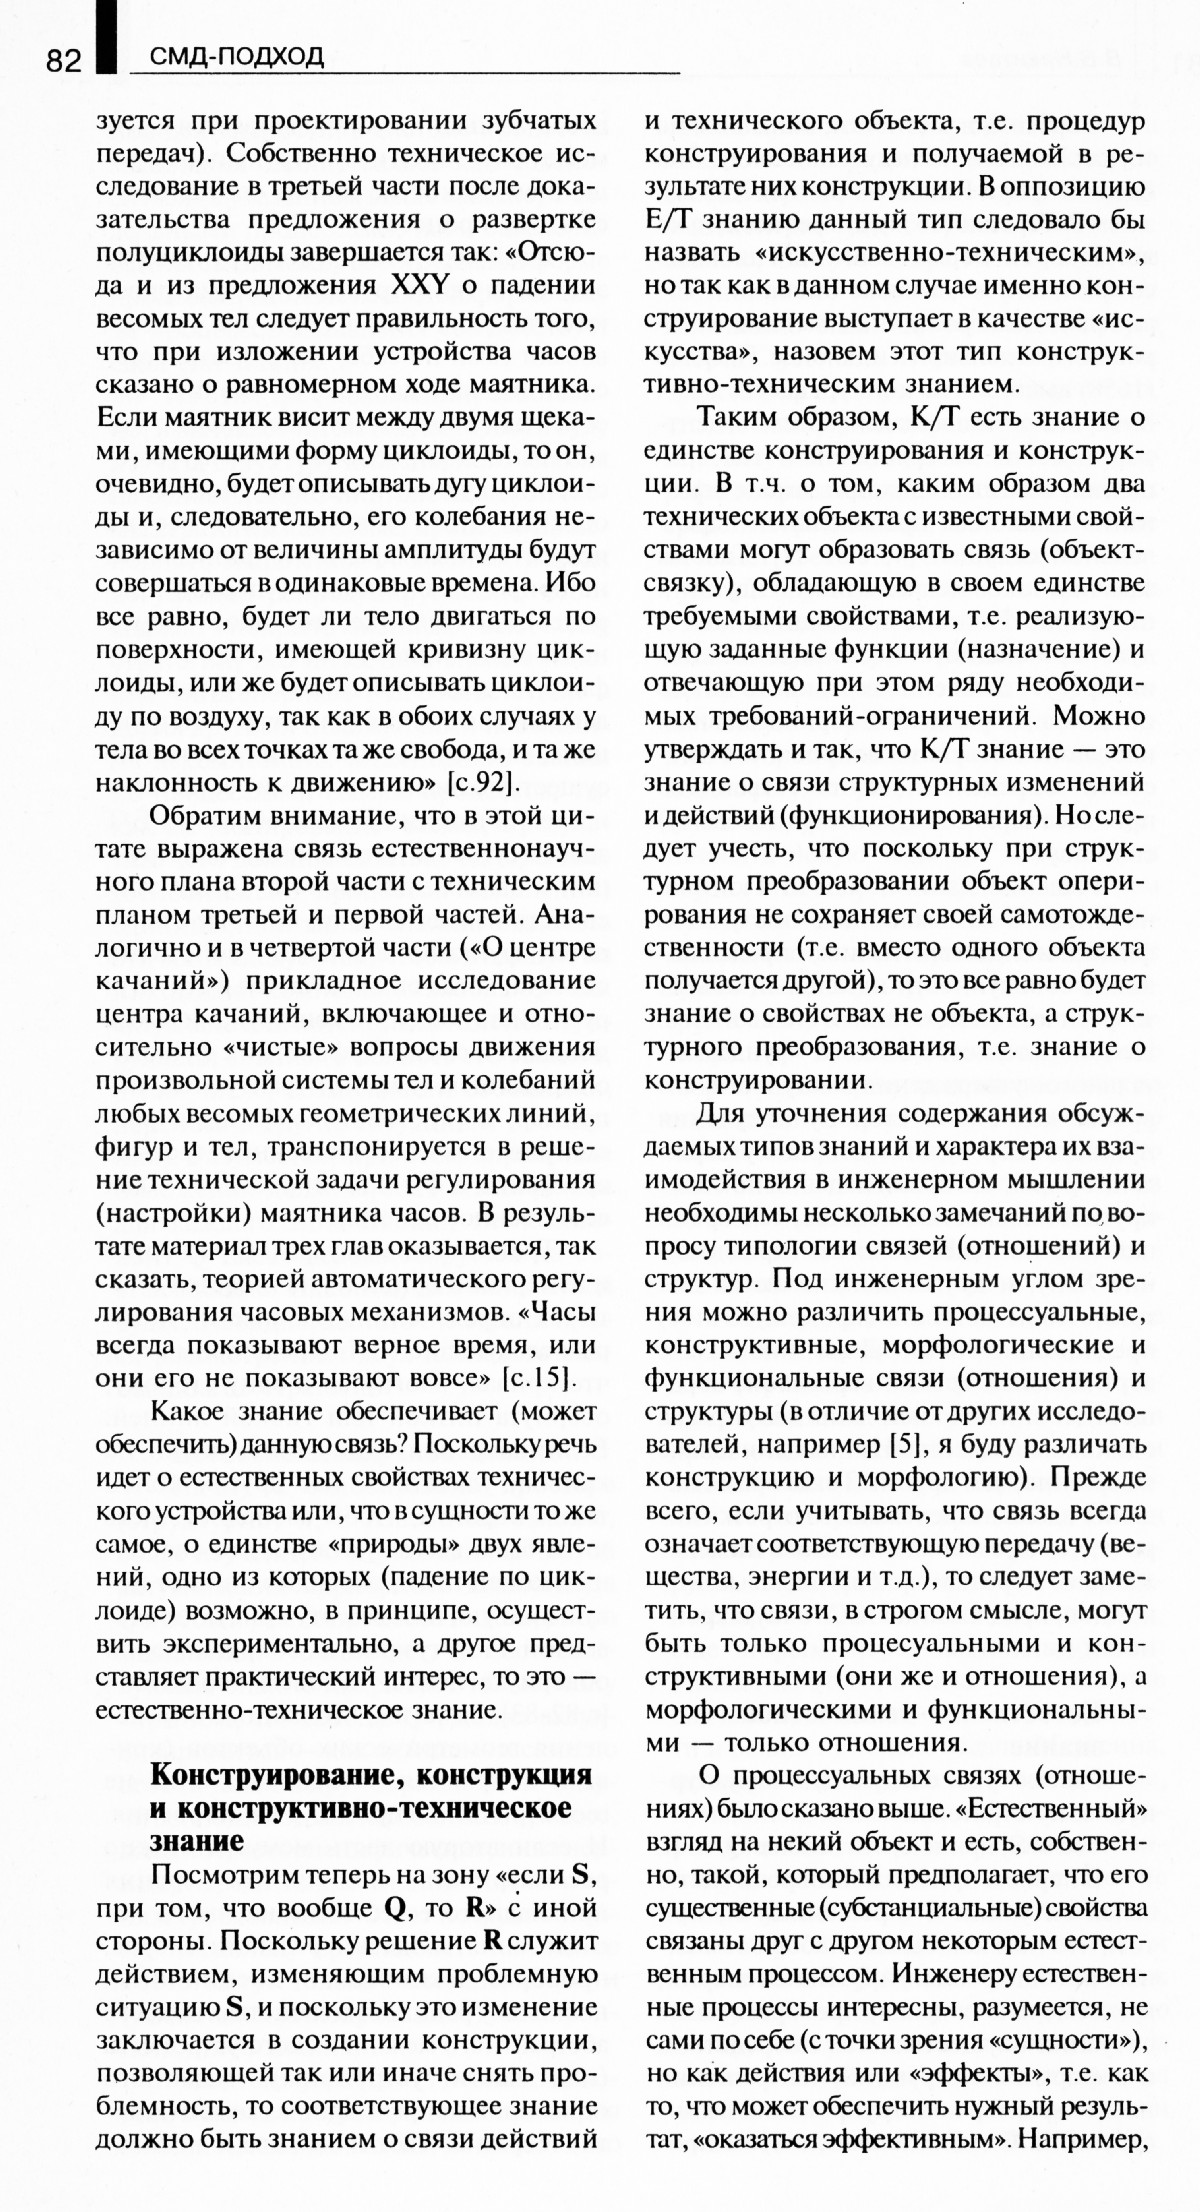 82
СМД-ПОДХОД
зуется при проектировании зубчатых
передач). Собственно техническое ис-
следование в третьей части после дока-
зательства предложения о развертке
полуциклоиды завершается так: «Отсю-
да и из предложения XXY о падении
весомых тел следует правильность того,
что при изложении устройства часов
сказано о равномерном ходе маятника.
Если маятник висит между двумя щека-
ми, имеющими форму циклоиды, то он,
очевидно, будет описывать дугу циклои-
ды и, следовательно, его колебания не-
зависимо от величины амплитуды будут
совершаться в одинаковые времена. Ибо
все равно, будет ли тело двигаться по
поверхности, имеющей кривизну цик-
лоиды, или же будет описывать циклои-
ду по воздуху, так как в обоих случаях у
тела во всех точках та же свобода, и та же
наклонность к движению» [с.92].
Обратим внимание, что в этой ци-
тате выражена связь естественнонауч-
ного плана второй части с техническим
планом третьей и первой частей. Ана-
логично и в четвертой части («О центре
качаний») прикладное исследование
центра качаний, включающее и отно-
сительно «чистые» вопросы движения
произвольной системы тел и колебаний
любых весомых геометрических линий,
фигур и тел, транспонируется в реше-
ние технической задачи регулирования
(настройки) маятника часов. В резуль-
тате материал трех глав оказывается, так
сказать, теорией автоматического регу-
лирования часовых механизмов. «Часы
всегда показывают верное время, или
они его не показывают вовсе» [с.15].
Какое знание обеспечивает (может
обеспечить) данную связь? Поскольку речь
идет о естественных свойствах техничес-
кого устройства или, что в сущности то же
самое, о единстве «природы» двух явле-
ний, одно из которых (падение по цик-
лоиде) возможно, в принципе, осущест-
вить экспериментально, а другое пред-
ставляет практический интерес, то это —
естественно-техническое знание.
Конструирование, конструкция
и конструктивно-техническое
знание
Посмотрим теперь на зону «если S,
при том, что вообще Q, то R» с иной
стороны. Поскольку решение R служит
действием, изменяющим проблемную
ситуацию S, и поскольку это изменение
заключается в создании конструкции,
позволяющей так или иначе снять про-
блемность, то соответствующее знание
должно быть знанием о связи действий
и технического объекта, т.е. процедур
конструирования и получаемой в ре-
зультате них конструкции. В оппозицию
Е/Т знанию данный тип следовало бы
назвать «искусственно-техническим»,
но так как в данном случае именно кон-
струирование выступает в качестве «ис-
кусства», назовем этот тип конструк-
тивно-техническим знанием.
Таким образом, К/Т есть знание о
единстве конструирования и конструк-
ции. В т.ч. о том, каким образом два
технических объекта с известными свой-
ствами могут образовать связь (объект-
связку), обладающую в своем единстве
требуемыми свойствами, т.е. реализую-
щую заданные функции (назначение) и
отвечающую при этом ряду необходи-
мых требований-ограничений. Можно
утверждать и так, что К/Т знание — это
знание о связи структурных изменений
и действий (функционирования). Но сле-
дует учесть, что поскольку при струк-
турном преобразовании объект опери-
рования не сохраняет своей самотожде-
ственности (т.е. вместо одного объекта
получается другой), то это все равно будет
знание о свойствах не объекта, а струк-
турного преобразования, т.е. знание о
конструировании.
Для уточнения содержания обсуж-
даемых типов знаний и характера их вза-
имодействия в инженерном мышлении
необходимы несколько замечаний по во-
просу типологии связей (отношений) и
структур. Под инженерным углом зре-
ния можно различить процессуальные,
конструктивные, морфологические и
функциональные связи (отношения) и
структуры (в отличие от других исследо-
вателей, например [5], я буду различать
конструкцию и морфологию). Прежде
всего, если учитывать, что связь всегда
означает соответствующую передачу (ве-
щества, энергии и т.д.), то следует заме-
тить, что связи, в строгом смысле, могут
быть только процесуальными и кон-
структивными (они же и отношения), а
морфологическими и функциональны-
ми — только отношения.
О процессуальных связях (отноше-
ниях) было сказано выше. «Естественный»
взгляд на некий объект и есть, собствен-
но, такой, который предполагает, что его
существенные (субстанциальные) свойства
связаны друг с другом некоторым естест-
венным процессом. Инженеру естествен-
ные процессы интересны, разумеется, не
сами по себе (с точки зрения «сущности»),
но как действия или «эффекты», т.е. как
то, что может обеспечить нужный резуль-
тат, «оказаться эффективным». Например,